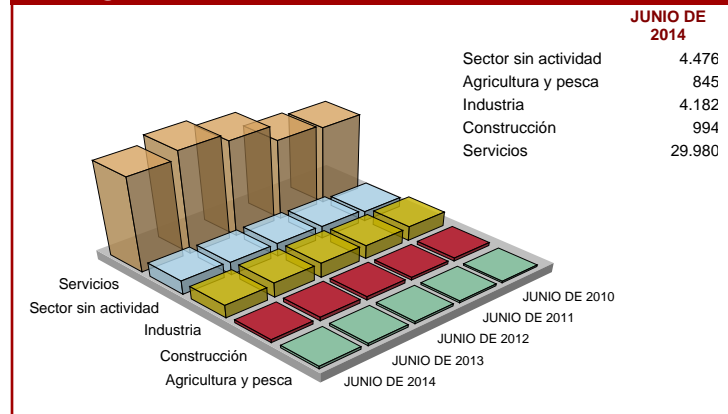 JUNIO DE
2014
Sector sin actividad 4.476
Agricultura y pesca 845
Industria 4.182
Construcción 994
Servicios 29.980
Servicios
Sector sin actividad
Industria
Construcción
Agricultura y pesca
JUNIO DE 2010
JUNIO DE 2011
JUNIO DE 2012
JUNIO DE 2013
JUNIO DE 2014